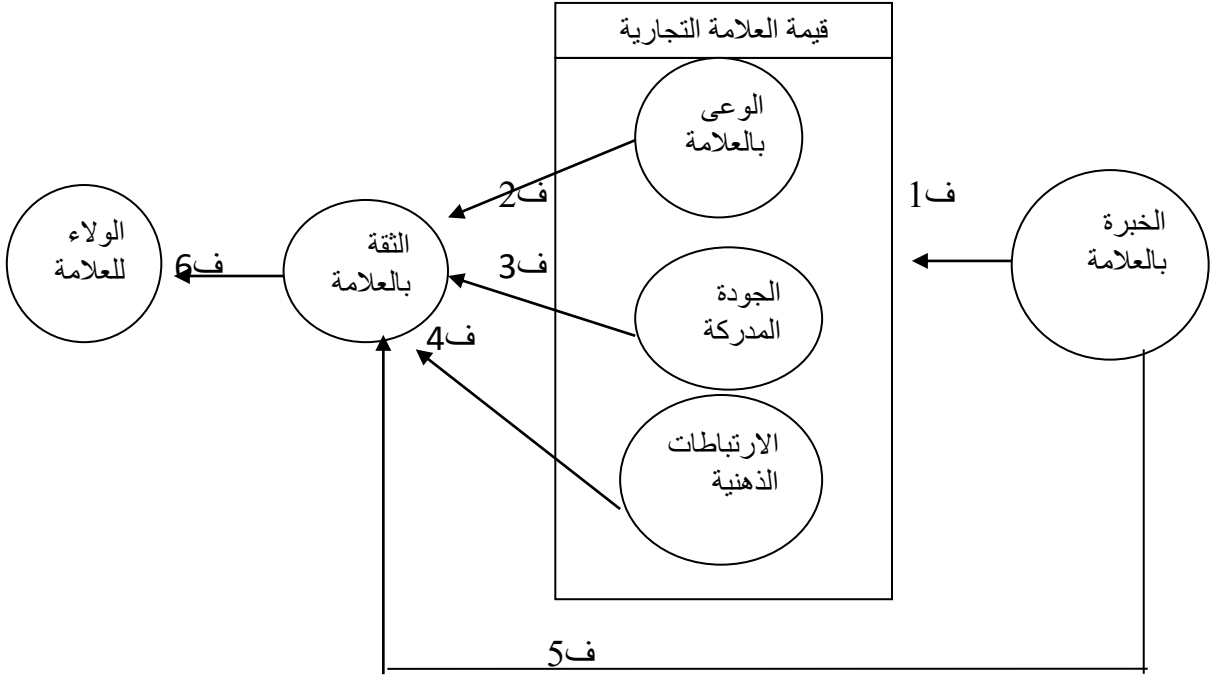 قيمة العلامة التجارية
الوعى
بالعلامة
ف1
ف2
الخبرة
بالعلامة
الثقة
بالعلامة
الولاء
للعلامة
ف3
ف6
الجودة
المدركة
ف4
الارتباطات
الذهنية
ف5